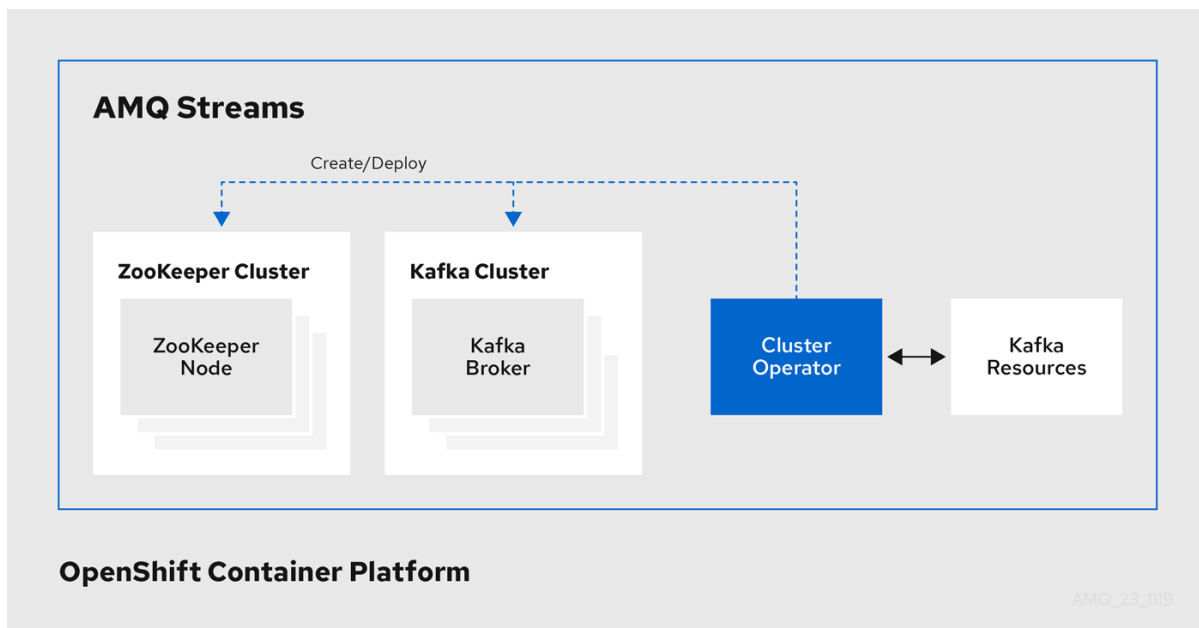 AMQ Streams
Create/Deploy
ZooKeeper Cluster
ZooKeeper
Node
Kafka Cluster
Kafka
Broker
Cluster
Operator
Kafka
Resources
OpenShift Container Platform
AMQ_23_1119